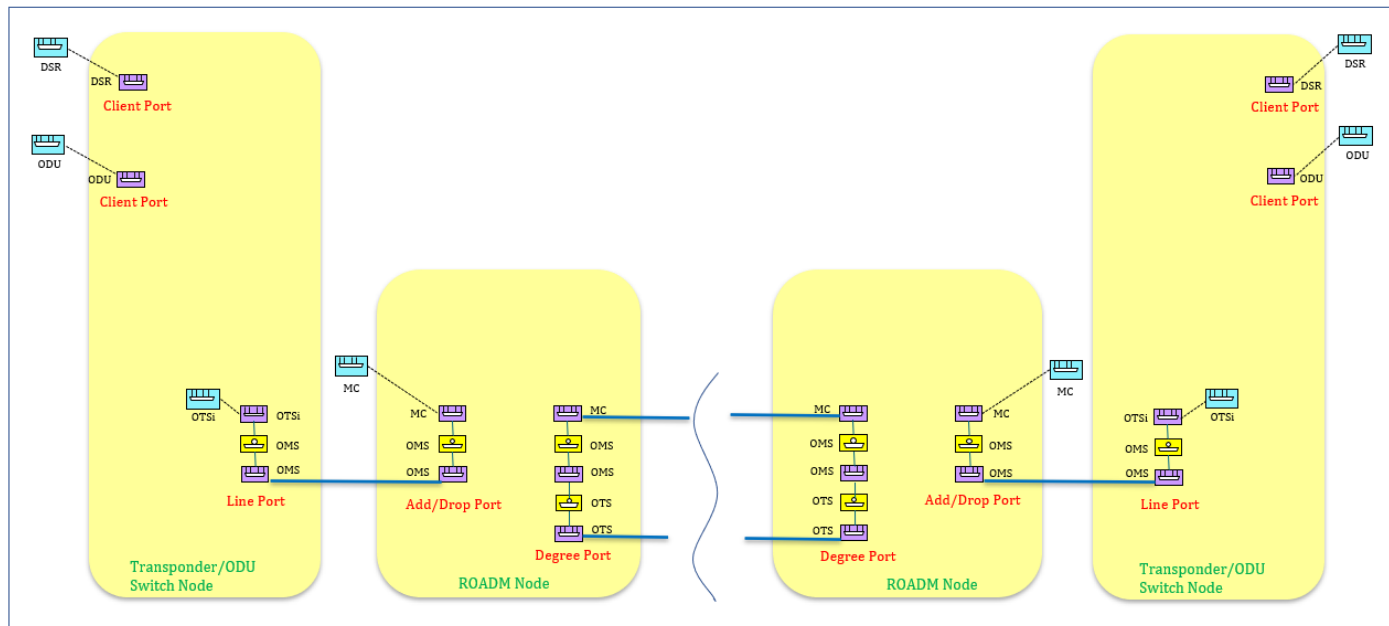 DSR
DSR
Client Port
ODU
ODU
Client Port
OTSi
OTSi
OMS
OMS
Line Port
Transponder/ODU
Switch Node
MC
MC
OMS
OMS
Add/Drop Port
MC
OMS
OMS
OTS
OTS
Degree Port
ROADM Node
MC
OMS
OMS
OTS
OTS
Degree Port
MC
MC
OMS
OMS
Add/Drop Port
ROADM Node
DSR
DSR
Client Port
ODU
ODU
Client Port
OTSi
OTSi
OMS
OMS
Line Port
Transponder/ODU
Switch Node